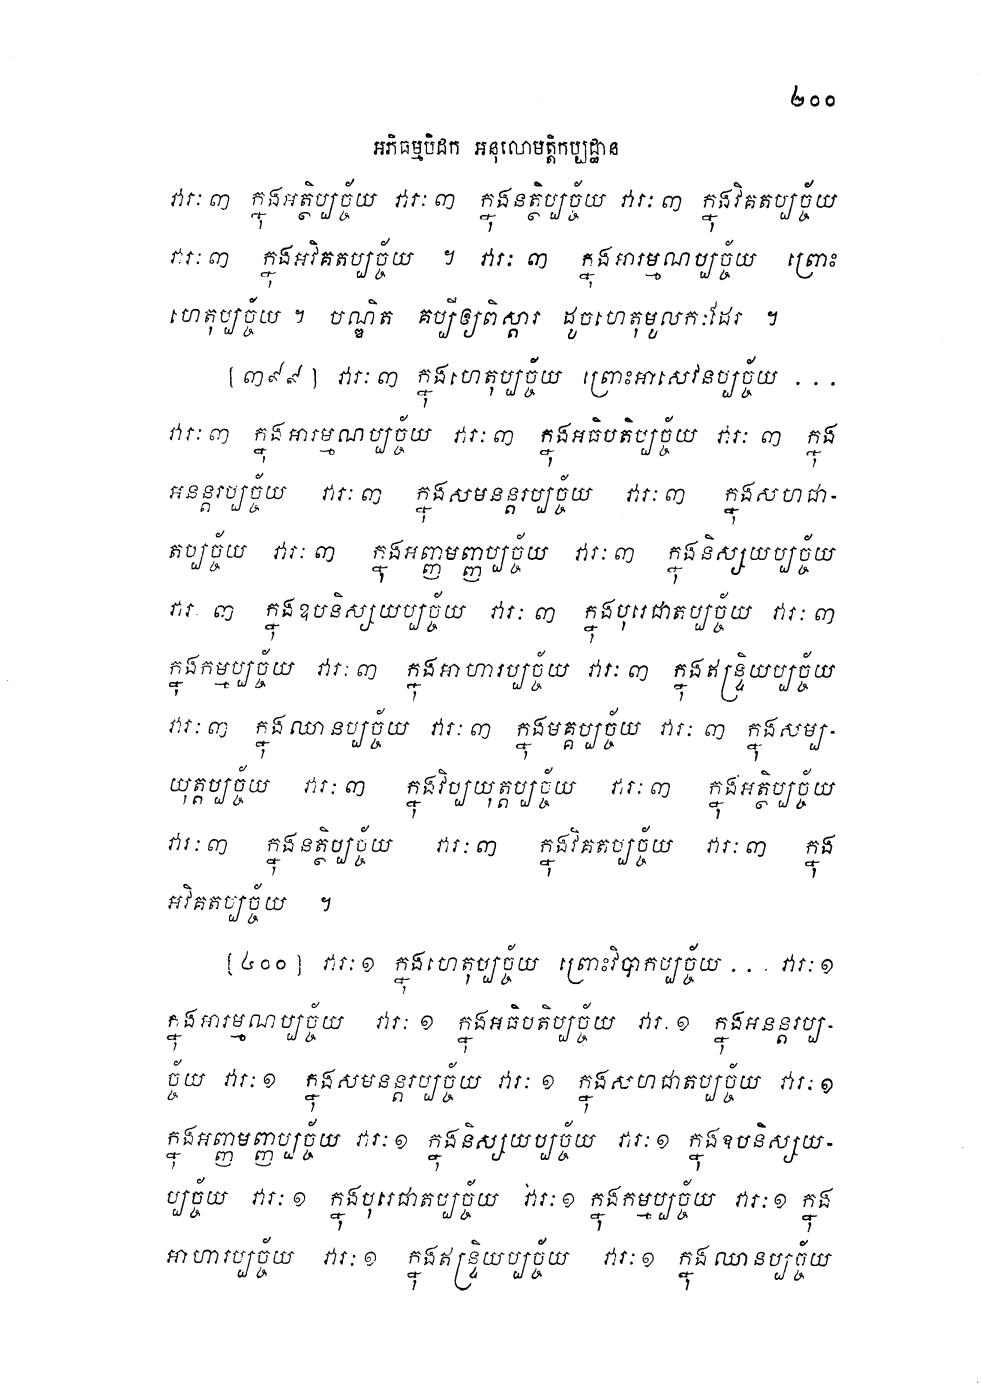 ២០០
អភិធម្មបិដក អនុលោមត្តិកប្បដ្ឋាន
វារៈ ៣ ក្នុងអត្ថិប្បច្ច័យ វារៈ ៣ ក្នុងនត្ថិប្បច្ច័យ វារៈ ៣ ក្នុងវិគតប្បច្ច័យ
វារៈ ៣ ក្នុងអវិគតប្បច្ច័យ ។ វារៈ ៣ ក្នុងអារម្មណប្បច្ច័យ ព្រោះ
ហេតុប្បច្ច័យ ។ បណ្ឌិត គប្បីឲ្យពិស្តារ ដូចហេតុមូលកៈដែរ ។
[៣៩៩] វារៈ ៣ ក្នុងហេតុប្បច្ច័យ ព្រោះអាសេវនប្បច្ច័យ . . .
វារៈ ៣ ក្នុងអារម្មណប្បច្ច័យ វារៈ ៣ ក្នុងអធិបតិប្បច្ច័យ វារៈ ៣ ក្នុង
អនន្តរប្បច្ច័យ វារៈ ៣ ក្នុងសមនន្តរប្បច្ច័យ វារៈ ៣ ក្នុងសហជា-
តប្បច្ច័យ វារៈ ៣ ក្នុងអញ្ញមញ្ញប្បច្ច័យ វារៈ ៣ ក្នុងនិស្សយប្បច្ច័យ
វារៈ ៣ ក្នុងឧបនិស្សយប្បច្ច័យ វារៈ ៣ ក្នុងបុរេជាតប្បច្ច័យ វារៈ ៣
ក្នុងកម្មប្បច្ច័យ វារៈ ៣ ក្នុងអាហារប្បច្ច័យ វារៈ ៣ ក្នុងឥន្ទ្រិយប្បច្ច័យ
វារៈ ៣ ក្នុងឈានប្បច្ច័យ វារៈ ៣ ក្នុងមគ្គប្បច្ច័យ វារៈ ៣ ក្នុងសម្ប-
យុត្តប្បច្ច័យ វារៈ ៣ ក្នុងវិប្បយុត្តប្បច្ច័យ វារៈ ៣ ក្នុងអត្ថិប្បច្ច័យ
វារៈ ៣ ក្នុងនត្ថិប្បច្ច័យ វារៈ ៣ ក្នុងវិគតប្បច្ច័យ វារៈ ៣ ក្នុង
អវិគតប្បច្ច័យ ។
[៤០០] វារៈ ១ ក្នុងហេតុប្បច្ច័យ ព្រោះវិបាកប្បច្ច័យ . . . វារៈ ១
ក្នុងអារម្មណប្បច្ច័យ វារៈ ១ ក្នុងអធិបតិប្បច្ច័យ វារៈ ១ ក្នុងអនន្តរប្ប-
ច្ច័យ វារៈ ១ ក្នុងសមនន្តរប្បច្ច័យ វារៈ ១ ក្នុងសហជាតប្បច្ច័យ វារៈ ១
ក្នុងអញ្ញមញ្ញប្បច្ច័យ វារៈ ១ ក្នុងនិស្សយប្បច្ច័យ វារៈ ១ ក្នុងឧបនិស្សយ-
ប្បច្ច័យ វារៈ ១ ក្នុងបុរេជាតប្បច្ច័យ វារៈ ១ ក្នុងកម្មប្បច្ច័យ វារៈ ១ ក្នុង
អាហារប្បច្ច័យ វារៈ ១ ក្នុងឥន្ទ្រិយប្បច្ច័យ វារៈ ១ ក្នុងឈានប្បច្ច័យ